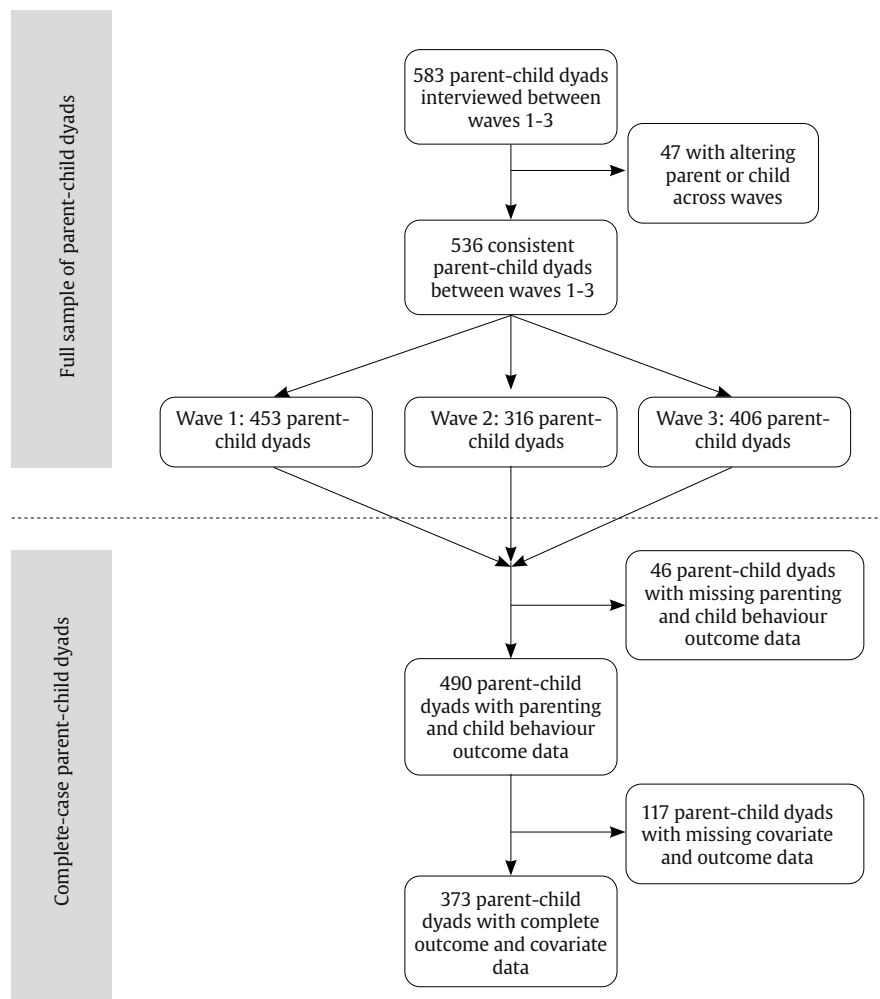 Full sample of parent-child dyads
583 parent-child dyads
interviewed between
waves 1-3
47 with altering
parent or child
across waves
536 consistent
parent-child dyads
between waves 1-3
Wave 1: 453 parent-
child dyads
Wave 2: 316 parent-
child dyads
Wave 3: 406 parent-
child dyads
Complete-case parent-child dyads
46 parent-child dyads
with missing parenting
and child behaviour
outcome data
490 parent-child
dyads with parenting
and child behaviour
outcome data
117 parent-child dyads
with missing covariate
and outcome data
373 parent-child
dyads with complete
outcome and covariate
data